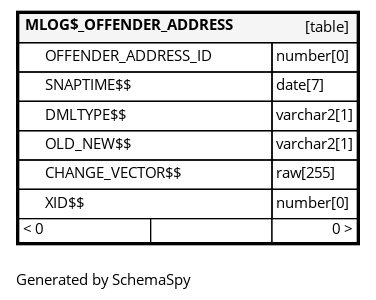 MLOG$_OFFENDER_ADDRESS [table]
OFFENDER_ADDRESS_ID number[0]
SNAPTIME$$ date[7]
DMLTYPE$$ varchar2[1]
OLD_NEW$$ varchar2[1]
CHANGE_VECTOR$$ raw[255]
XID$$ number[0]
< 0 0 >
Generated by SchemaSpy